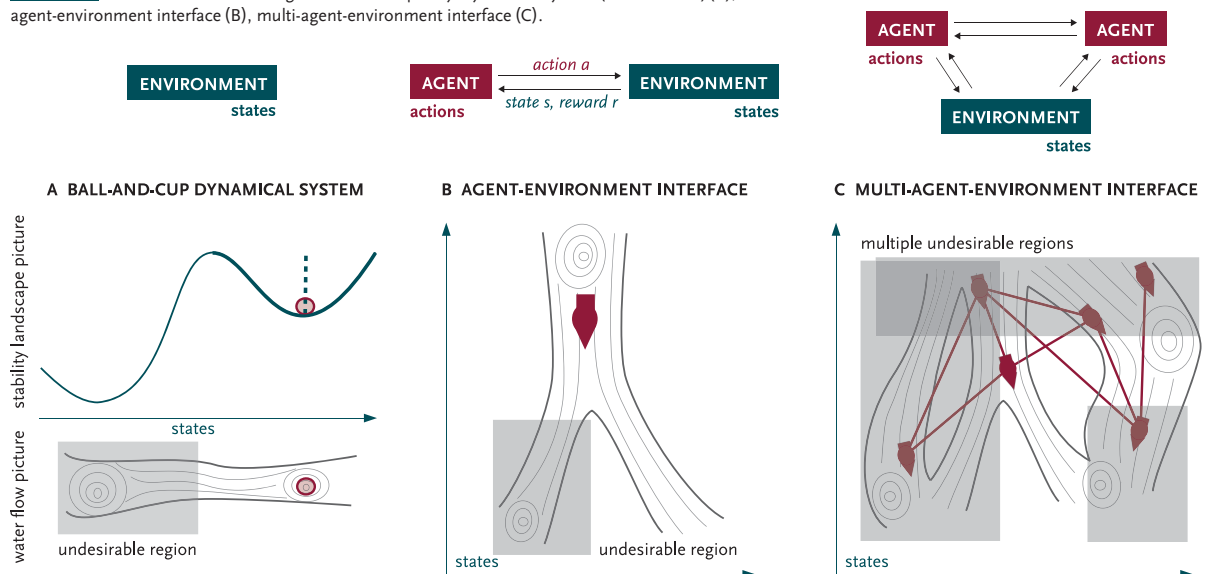 agent-environment interface (B), multi-agent-environment interface (C).
ENVIRONMENT
states
AGENT
actions
action a
state s, reward r
ENVIRONMENT
states
AGENT
actions
AGENT
actions
ENVIRONMENT
states
A BALL-AND-CUP DYNAMICAL SYSTEM
B AGENT-ENVIRONMENT INTERFACE
C MULTI-AGENT-ENVIRONMENT INTERFACE
stability landscape picture
states
water flow picture
undesirable region
undesirable region
states
multiple undesirable regions
states